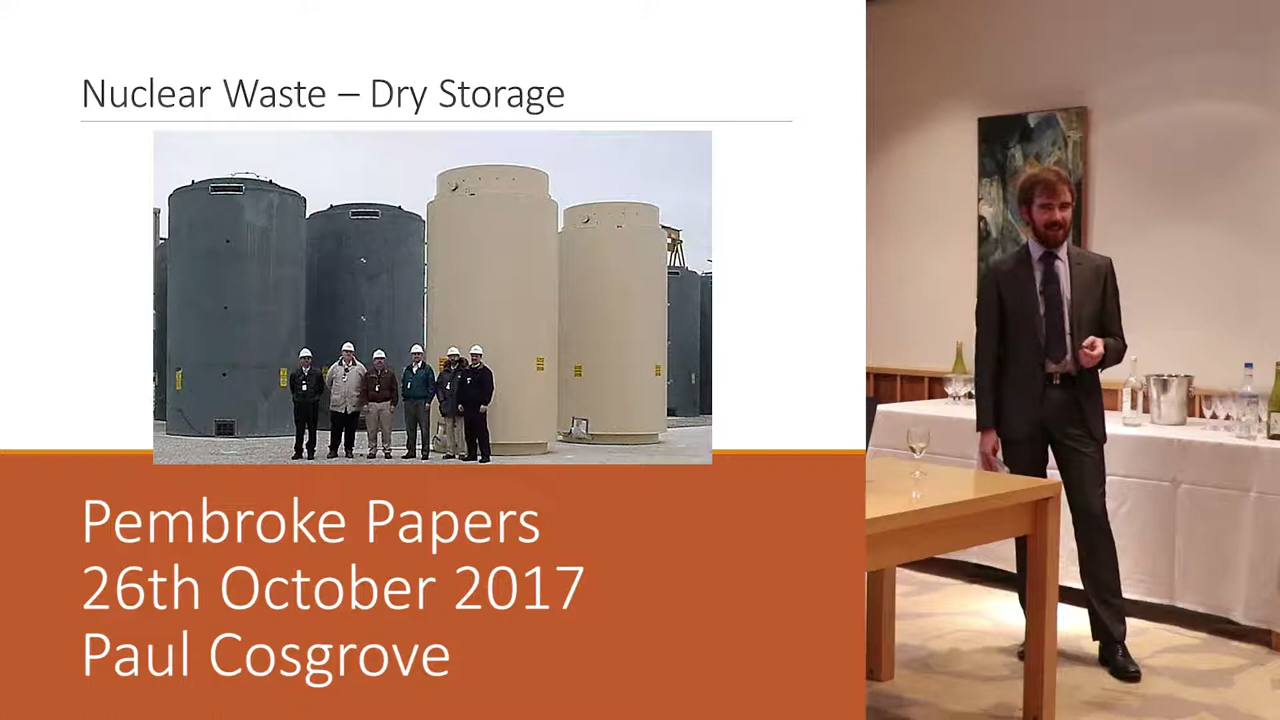 Nuclear Waste – Dry Storage
Pembroke Papers
26th October 2017
Paul Cosgrove